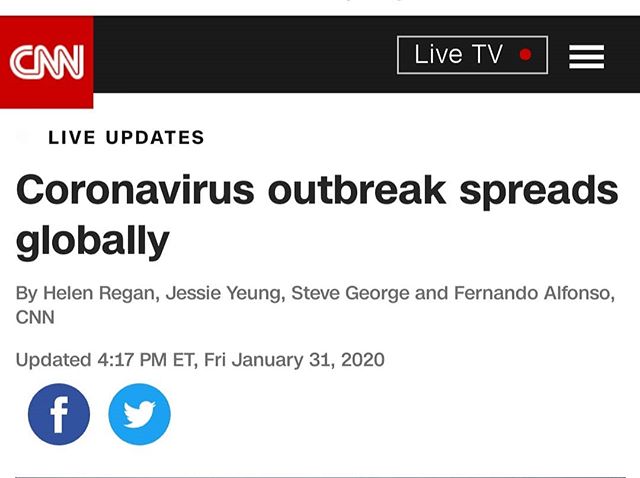 CNN
Live TV
LIVE UPDATES
Coronavirus outbreak spreads
globally
By Helen Regan, Jessie Yeung, Steve George and Fernando Alfonso,
CNN
Updated 4:17 PM ET, Fri January 31, 2020